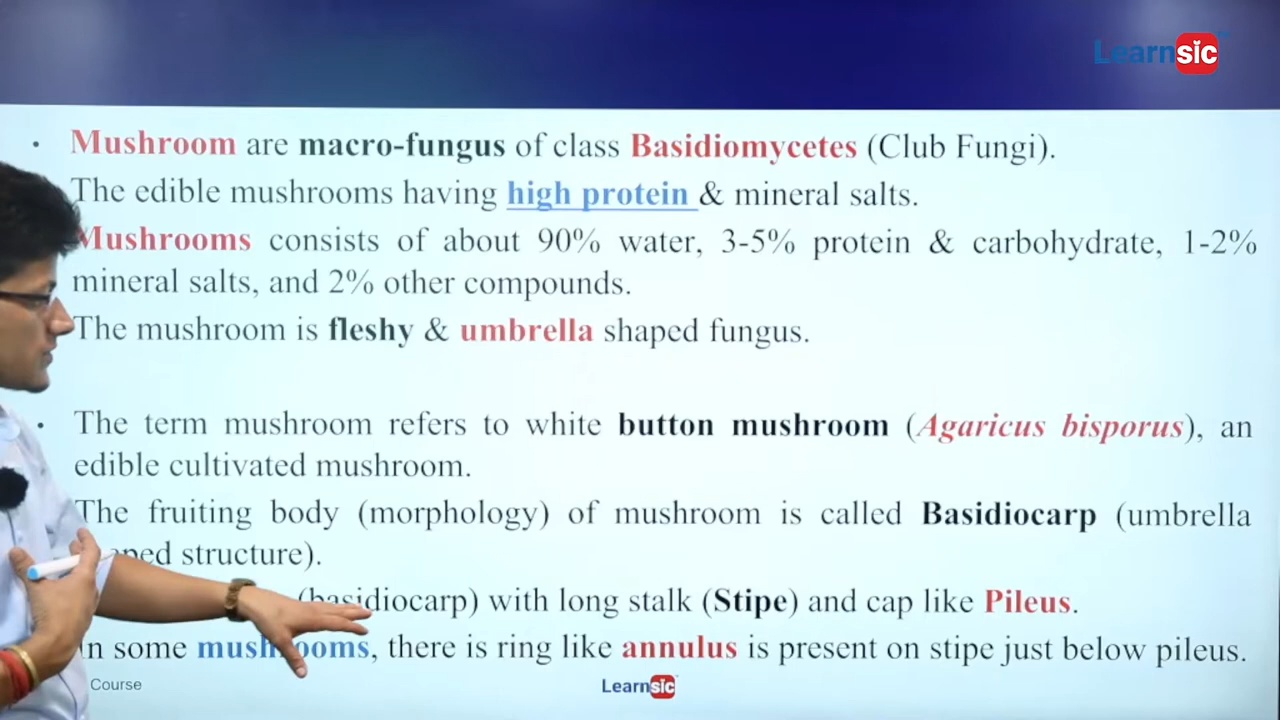 Learnsic
• Mushroom are macro-fungus of class Basidiomycetes (Club Fungi).
The edible mushrooms having high protein & mineral salts.
Mushrooms consists of about 90% water, 3-5% protein & carbohydrate, 1-2%
mineral salts, and 2% other compounds.
The mushroom is fleshy & umbrella shaped fungus.
• The term mushroom refers to white button mushroom (Agaricus bisporus), an
edible cultivated mushroom.
The fruiting body (morphology) of mushroom is called Basidiocarp (umbrella
structure).
(basidiocarp) with long stalk (Stipe) and cap like Pileus.
In some mushrooms, there is ring like annulus is present on stipe just below pileus.
Course
Learnsic